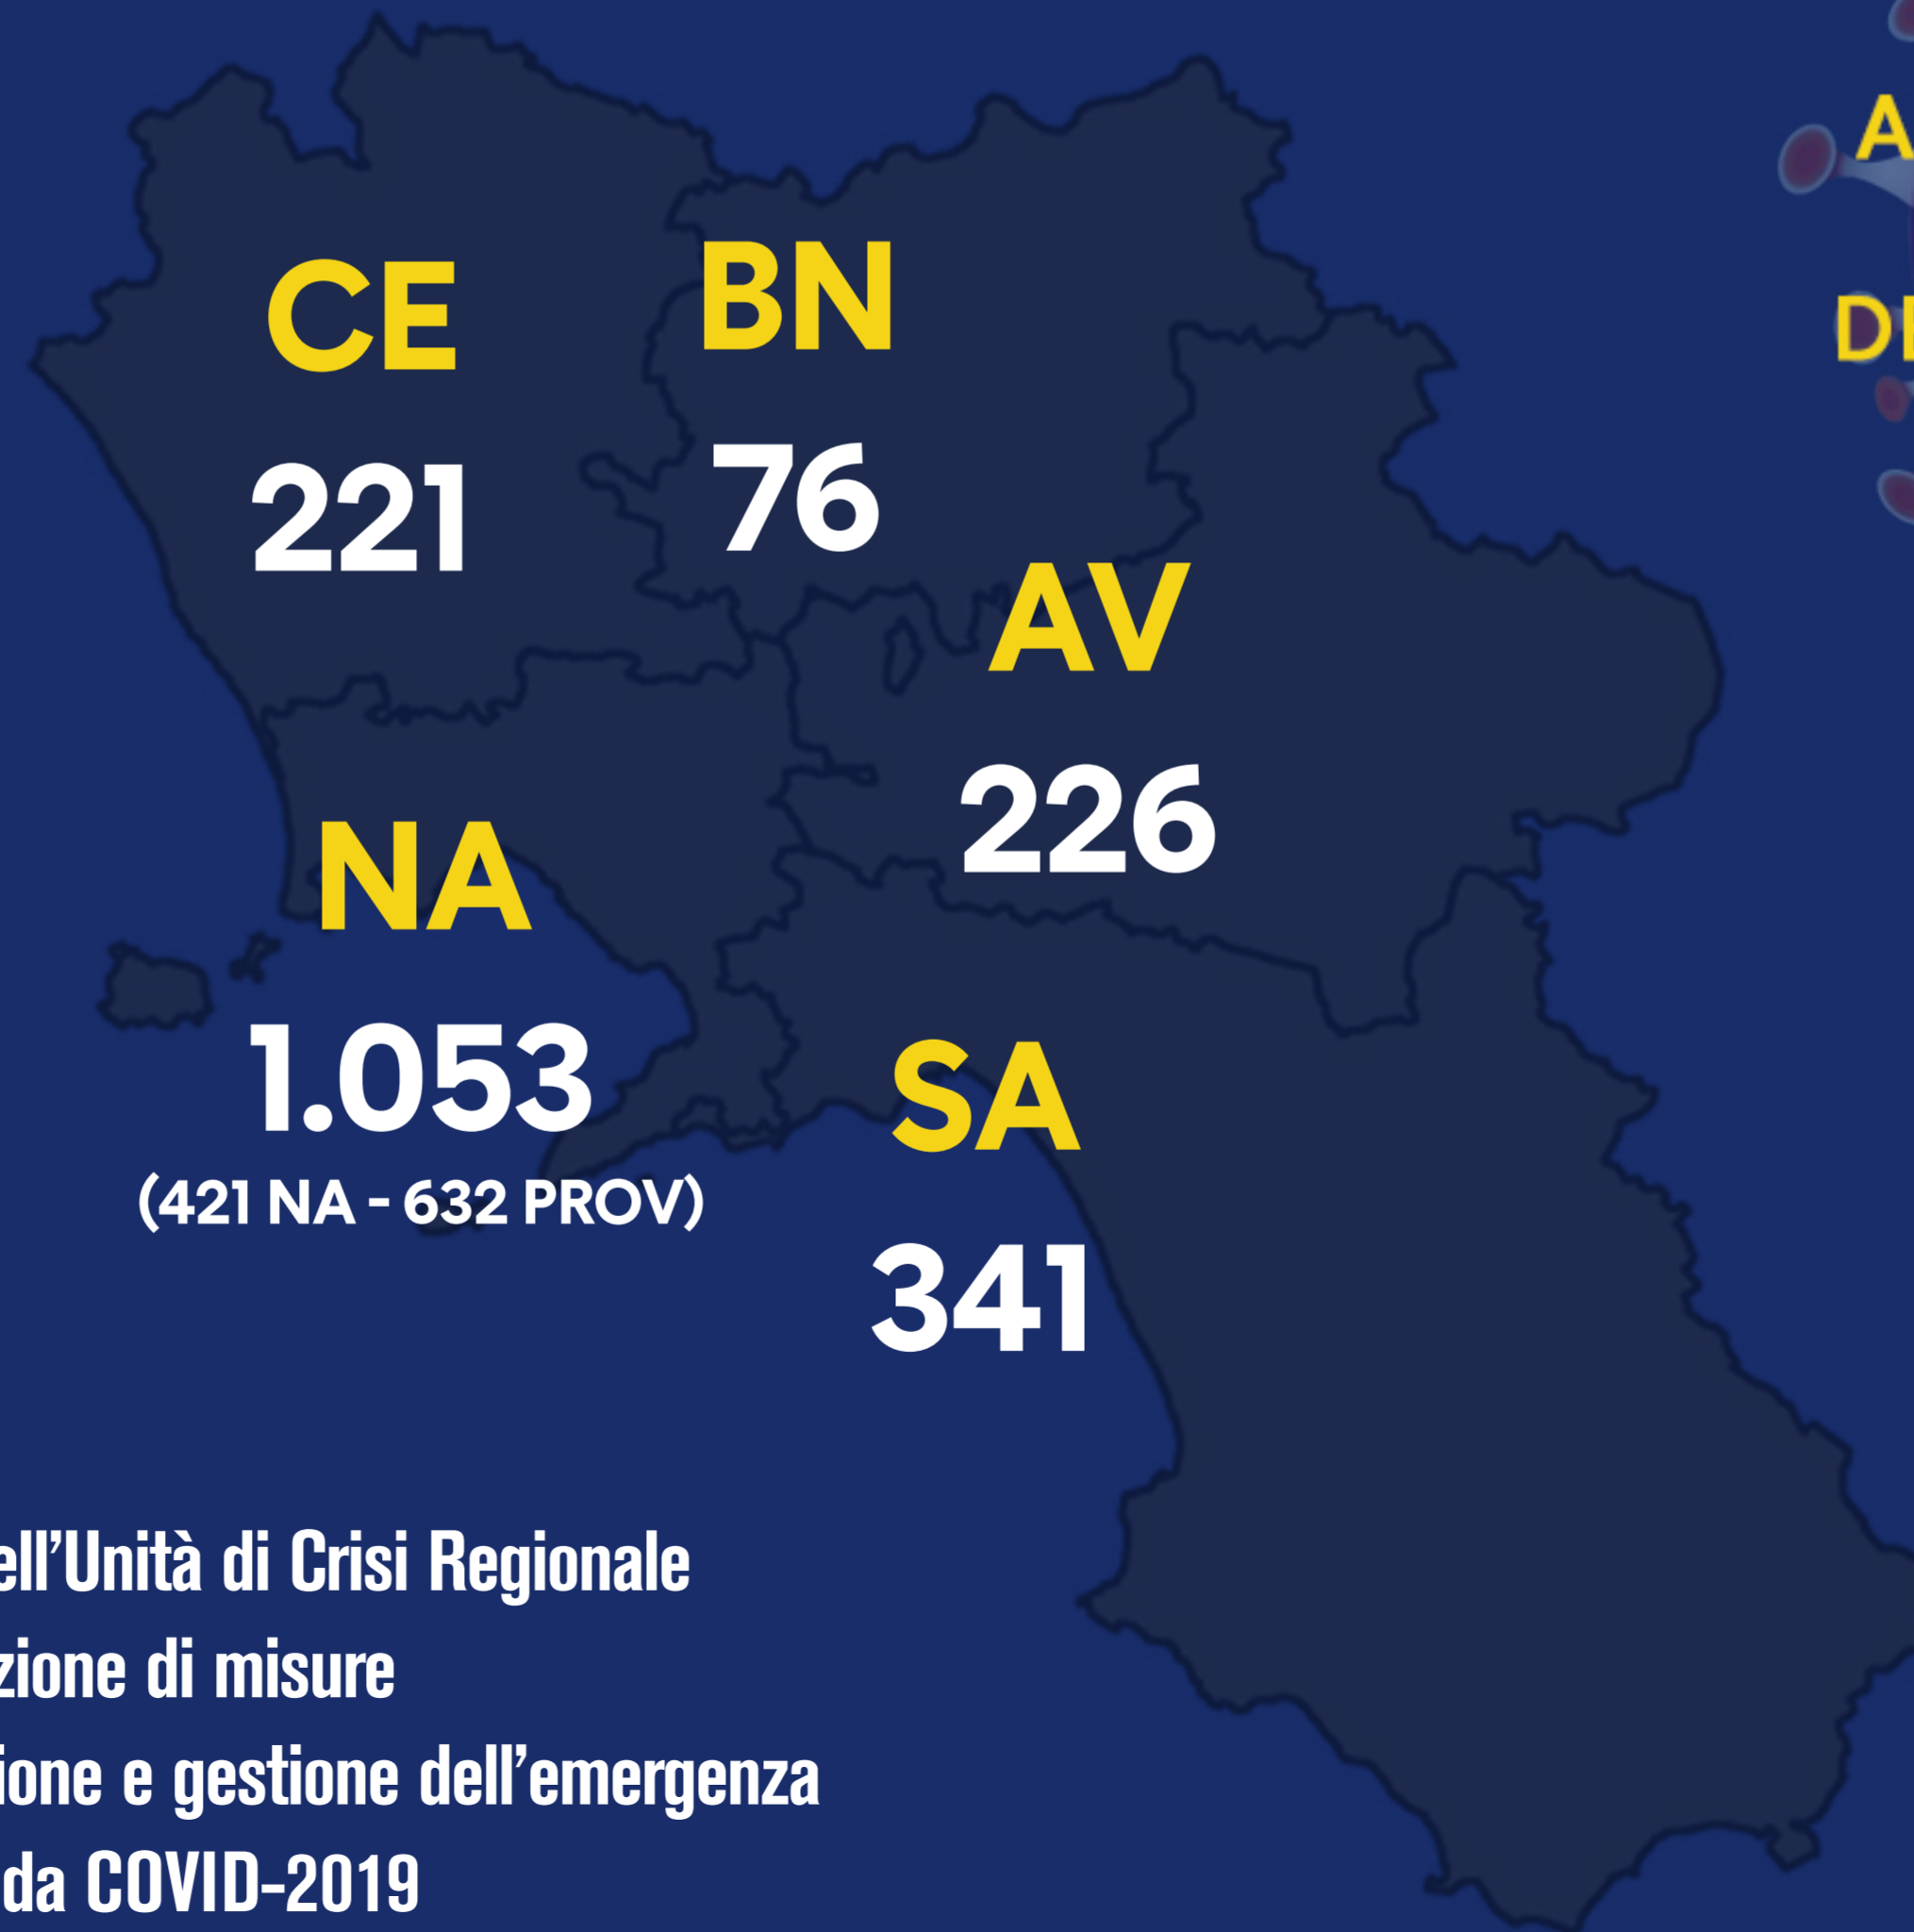 CE
221
BN
76
AV
226
NA
1.053
(421 NA - 632 PROV)
SA
341
ell’Unità di Crisi Regionale
zione di misure
ione e gestione dell’emergenza
da COVID-2019